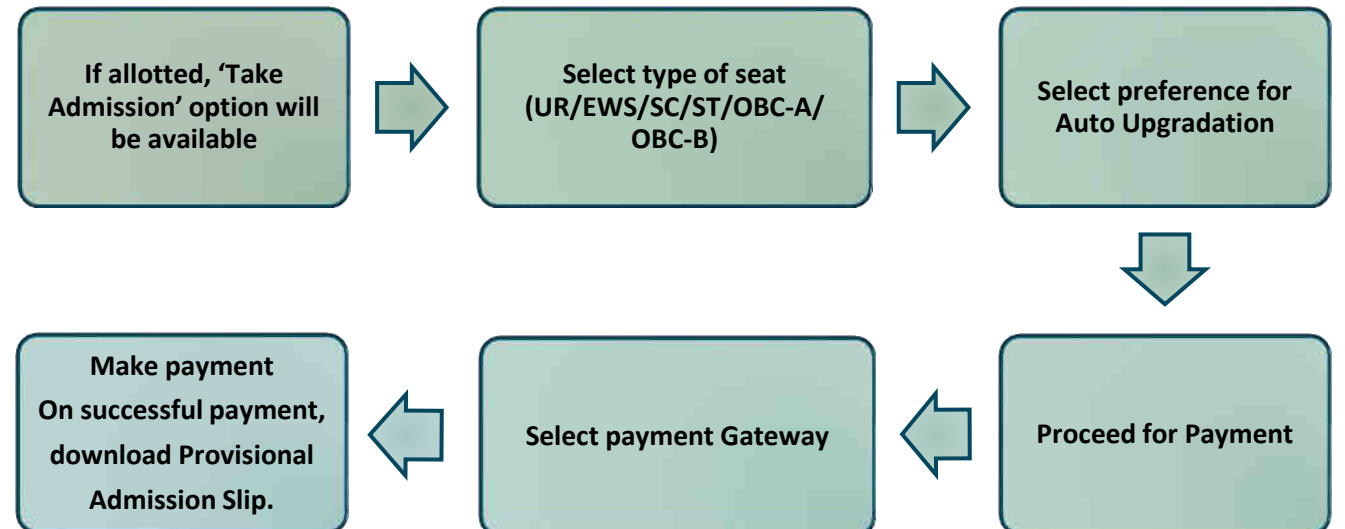 If allotted, ‘Take
Admission’ option will
be available
Select type of seat
(UR/EWS/SC/ST/OBC-A/
OBC-B)
Select preference for
Auto Upgradation
Proceed for Payment
Select payment Gateway
Make payment
On successful payment,
download Provisional
Admission Slip.